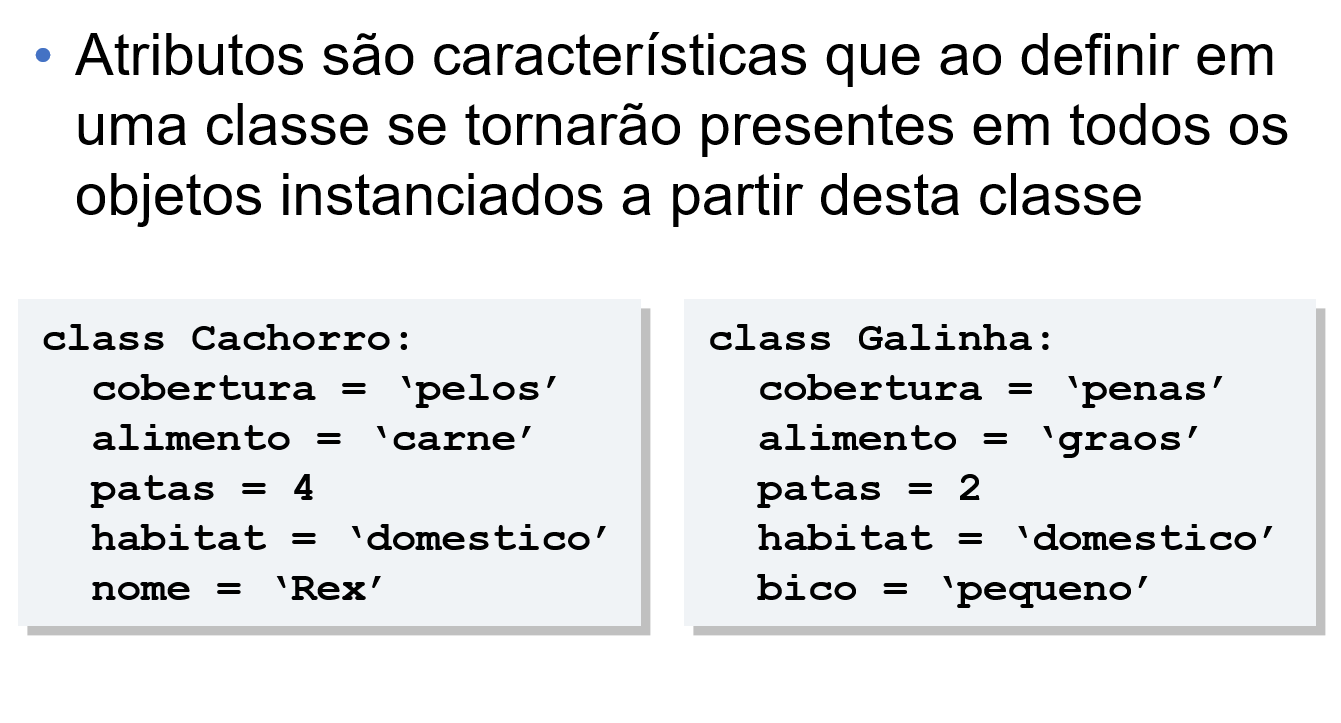 • Atributos são características que ao definir em
uma classe se tornarão presentes em todos os
objetos instanciados a partir desta classe
class Cachorro:
  cobertura = ‘pelos’
  alimento = ‘carne’
  patas = 4
  habitat = ‘domestico’
  nome = ‘Rex’
class Galinha:
  cobertura = ‘penas’
  alimento = ‘graos’
  patas = 2
  habitat = ‘domestico’
  bico = ‘pequeno’